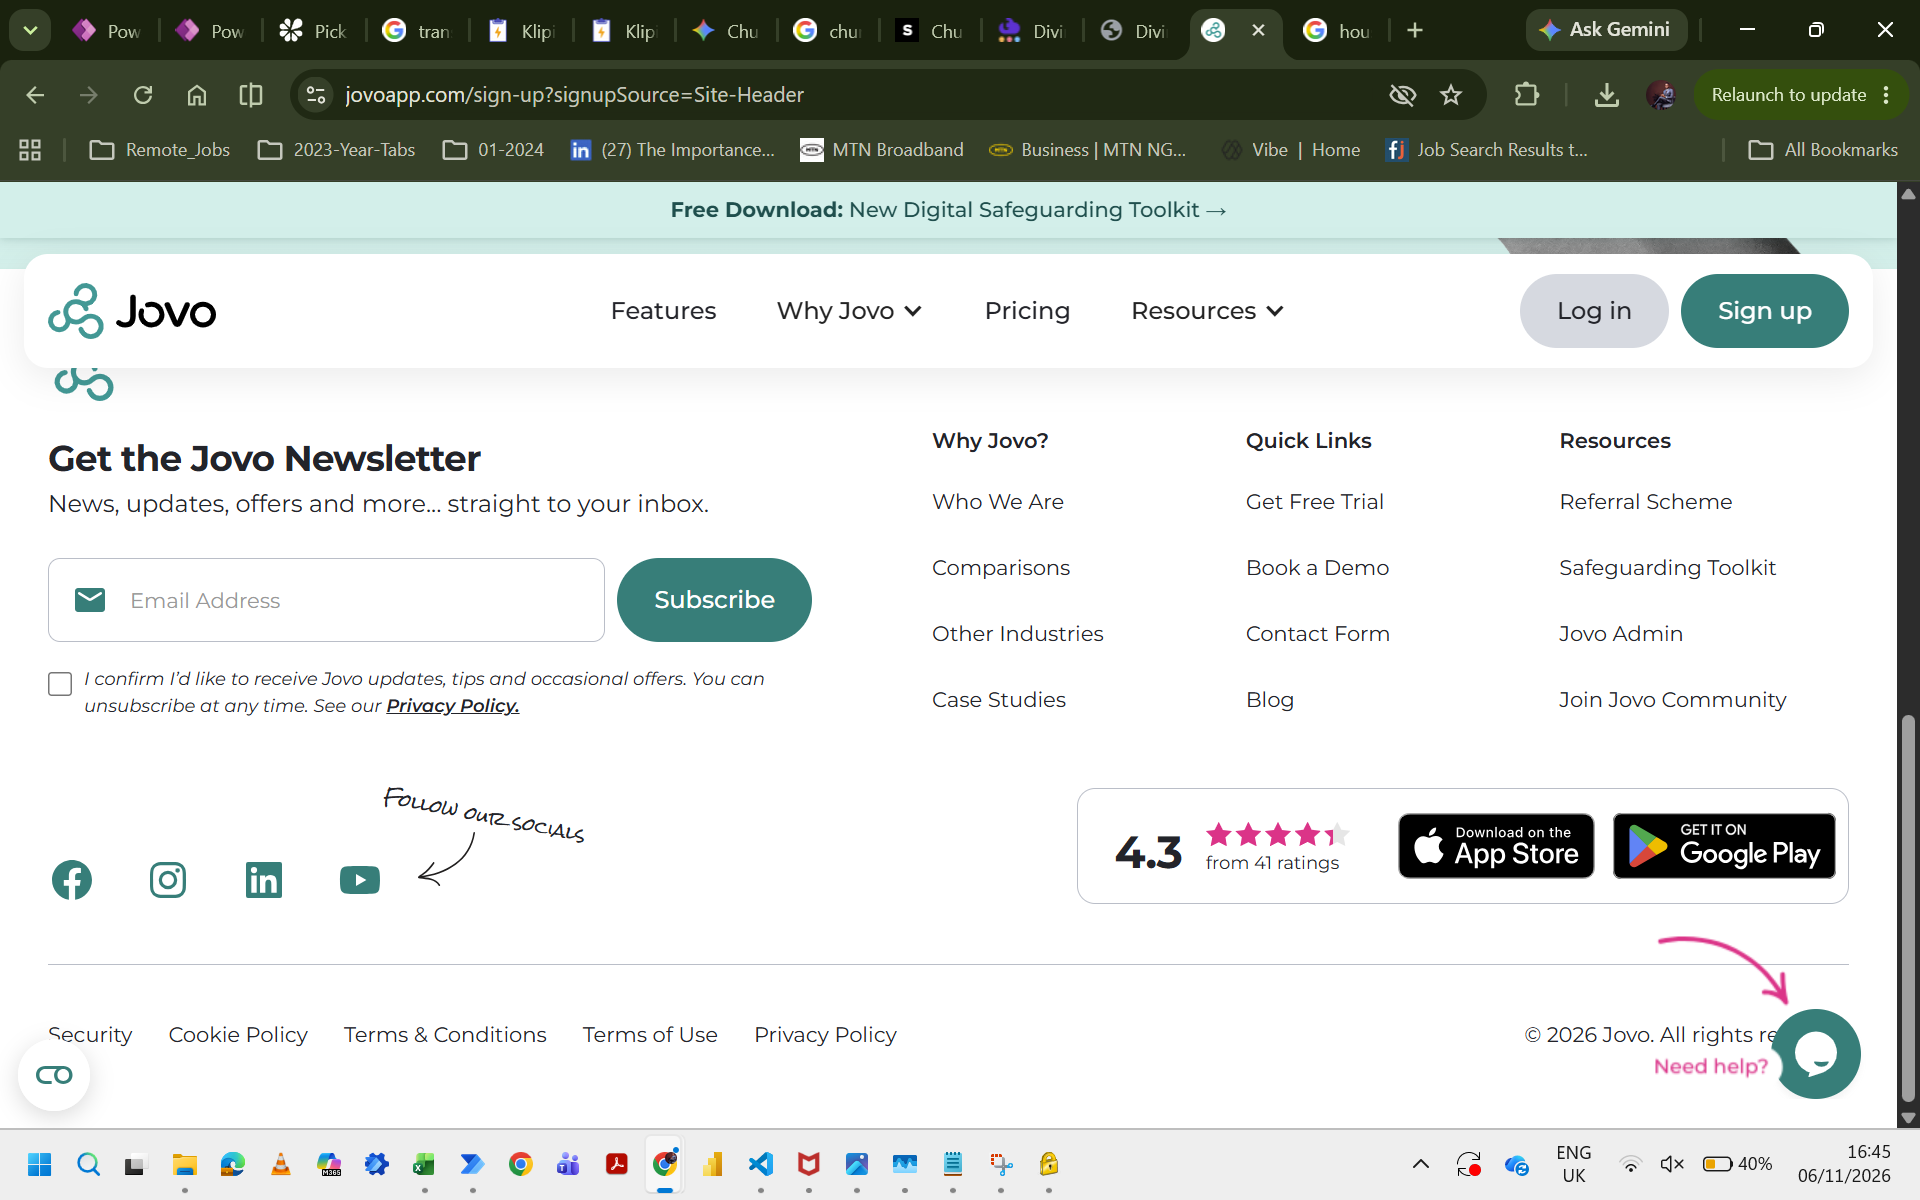 Pow
Pow
Pick
tran
Klipi
Klip
Chu
chur
Chu
Divi
Divi
hou
Ask Gemini
jovoapp.com/sign-up?signupSource=Site-Header
Relaunch to update
Remote_Jobs
2023-Year-Tabs
01-2024
(27) The Importance...
MTN Broadband
Business | MTN NG...
Vibe | Home
Job Search Results t...
All Bookmarks
Free Download: New Digital Safeguarding Toolkit →
Jovo
Features
Why Jovo
Pricing
Resources
Log in
Sign up
Get the Jovo Newsletter
News, updates, offers and more... straight to your inbox.
Email Address
Subscribe
I confirm I'd like to receive Jovo updates, tips and occasional offers. You can
unsubscribe at any time. See our Privacy Policy.
Why Jovo?
Who We Are
Comparisons
Other Industries
Case Studies
Quick Links
Get Free Trial
Book a Demo
Contact Form
Blog
Resources
Referral Scheme
Safeguarding Toolkit
Jovo Admin
Join Jovo Community
Follow our socials
4.3
from 41 ratings
Download on the
App Store
GET IT ON
Google Play
Security
Cookie Policy
Terms & Conditions
Terms of Use
Privacy Policy
© 2026 Jovo. All rights re
Need help?
ENG
UK
40%
16:45
06/11/2026